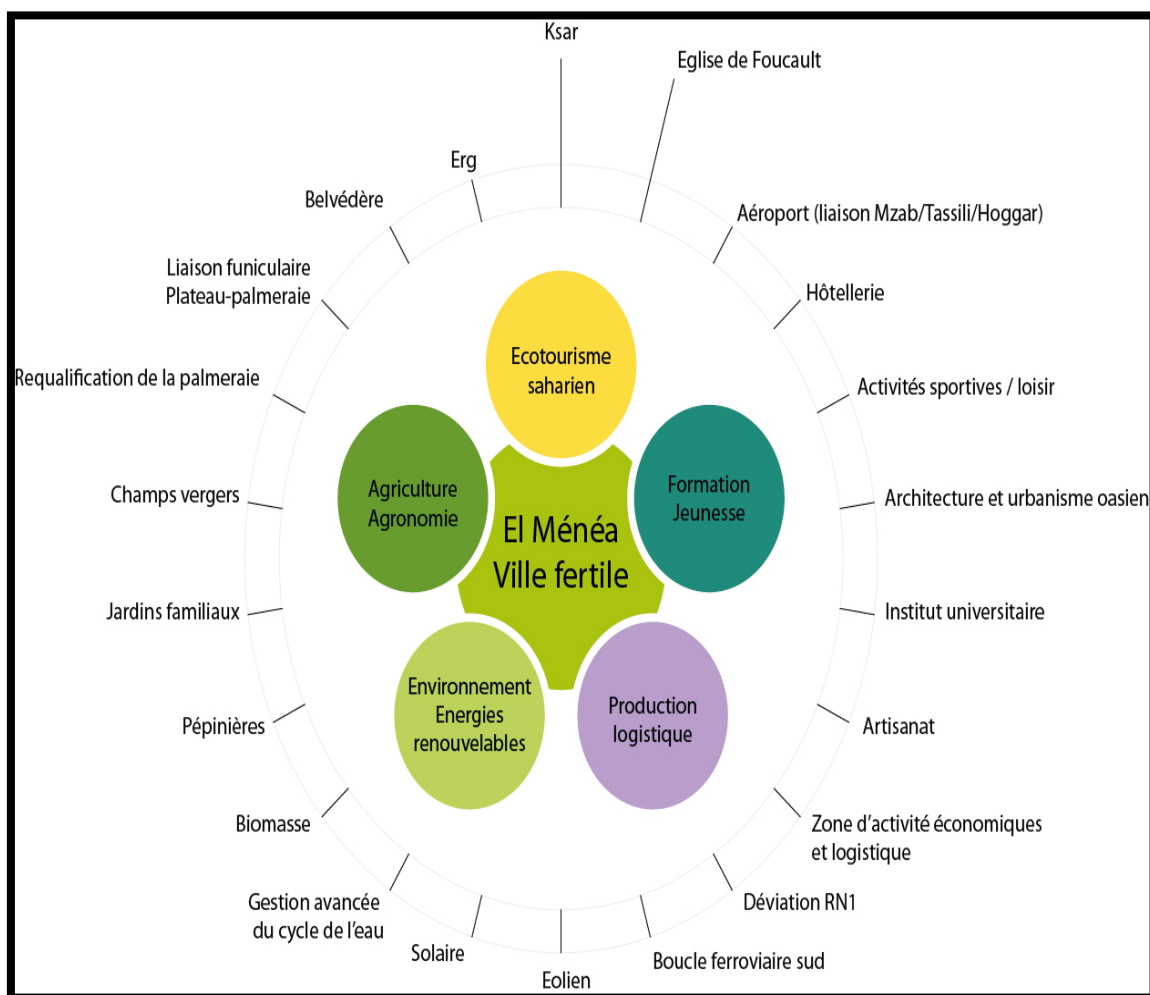 Ksar
Eglise de Foucault
Aéroport (liaison Mzab/Tassili/Hoggar)
Hôtellerie
Activités sportives / loisir
Architecture et urbanisme oasien
Institut universitaire
Artisanat
Zone d'activité économiques
et logistique
Déviation RN1
Boucle ferroviaire sud
Eolien
Solaire
Gestion avancée
du cycle de l'eau
Biomasse
Pépinières
Jardins familiaux
Champs vergers
Requalification de la palmeraie
Liaison funiculaire
Plateau-palmeraie
Belvédère
Erg
Ecotourisme
saharien
Formation
Jeunesse
Production
logistique
Environnement
Energies
renouvelables
Agriculture
Agronomie
El Ménéa
Ville fertile